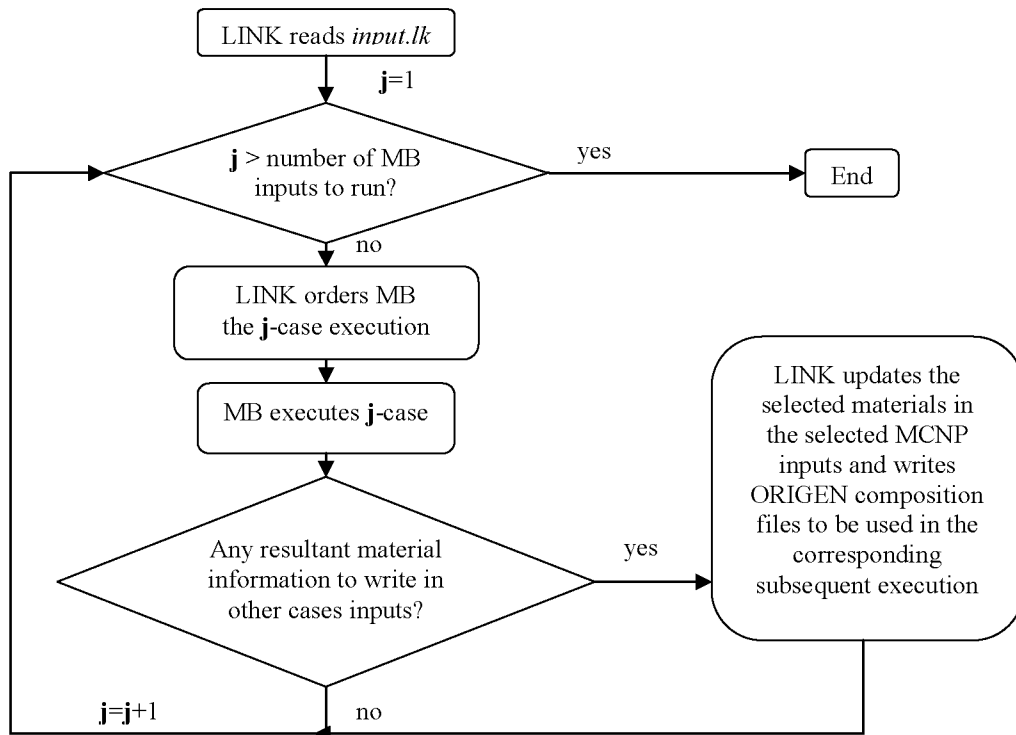 LINK reads input.lk
j=1
j > number of MB
inputs to run?
yes
End
no
LINK orders MB
the j-case execution
MB executes j-case
Any resultant material
information to write in
other cases inputs?
yes
LINK updates the
selected materials in
the selected MCNP
inputs and writes
ORIGEN composition
files to be used in the
corresponding
subsequent execution
j=j+1
no